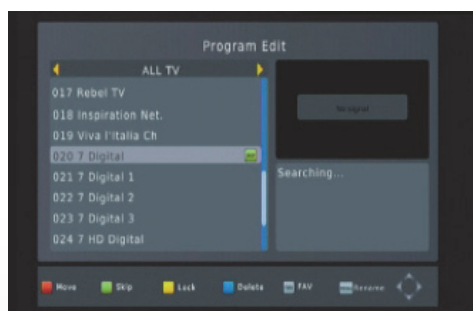 Program Edit
ALL TV
017 Rebel TV
018 Inspiration Net.
019 Viva l'Italia Ch
020 7 Digital
021 7 Digital 1
022 7 Digital 2
023 7 Digital 3
024 7 HD Digital
No signal
Searching...
Move Skip Lock Delete FAV Rename